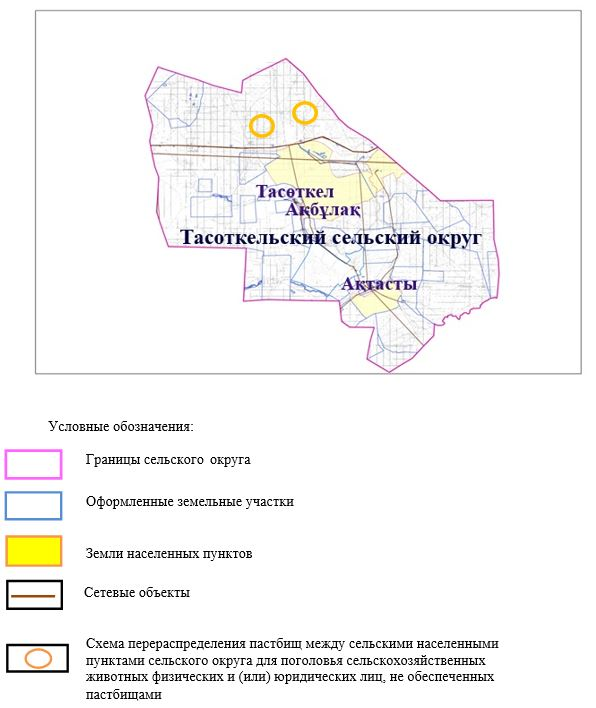 Тасөткел
Ақбұлақ
Тасоткельский сельский округ
Ақтасты
Условные обозначения:
Границы сельского округа
Оформленные земельные участки
Земли населенных пунктов
Сетевые объекты
Схема перераспределения пастбищ между сельскими населенными
пунктами сельского округа для поголовья сельскохозяйственных
животных физических и (или) юридических лиц, не обеспеченных
пастбищами